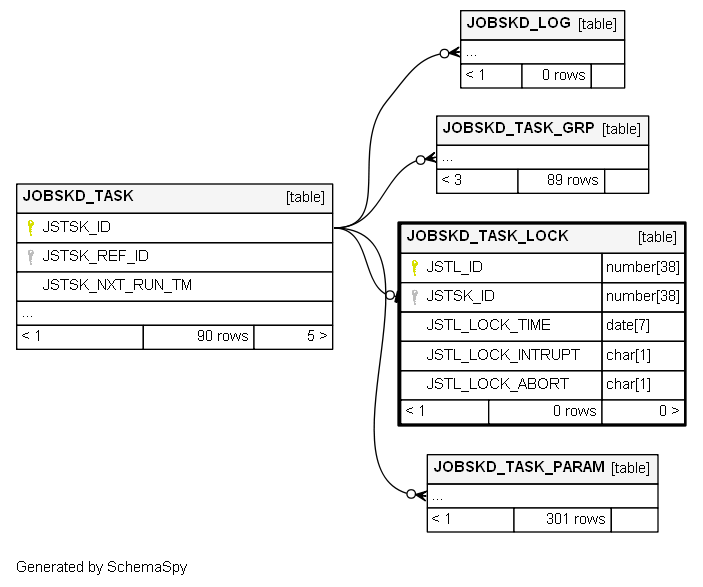 JOBSKD_LOG [table]
...
< 1 0 rows
JOBSKD_TASK_GRP [table]
...
< 3 89 rows
JOBSKD_TASK [table]
JSTSK_ID
JSTSK_REF_ID
JSTSK_NXT_RUN_TM
...
< 1 90 rows 5 >
JOBSKD_TASK_LOCK [table]
JSTL_ID number[38]
JSTSK_ID number[38]
JSTL_LOCK_TIME date[7]
JSTL_LOCK_INTRUPT char[1]
JSTL_LOCK_ABORT char[1]
< 1 0 rows 0 >
JOBSKD_TASK_PARAM [table]
...
< 1 301 rows
Generated by SchemaSpy